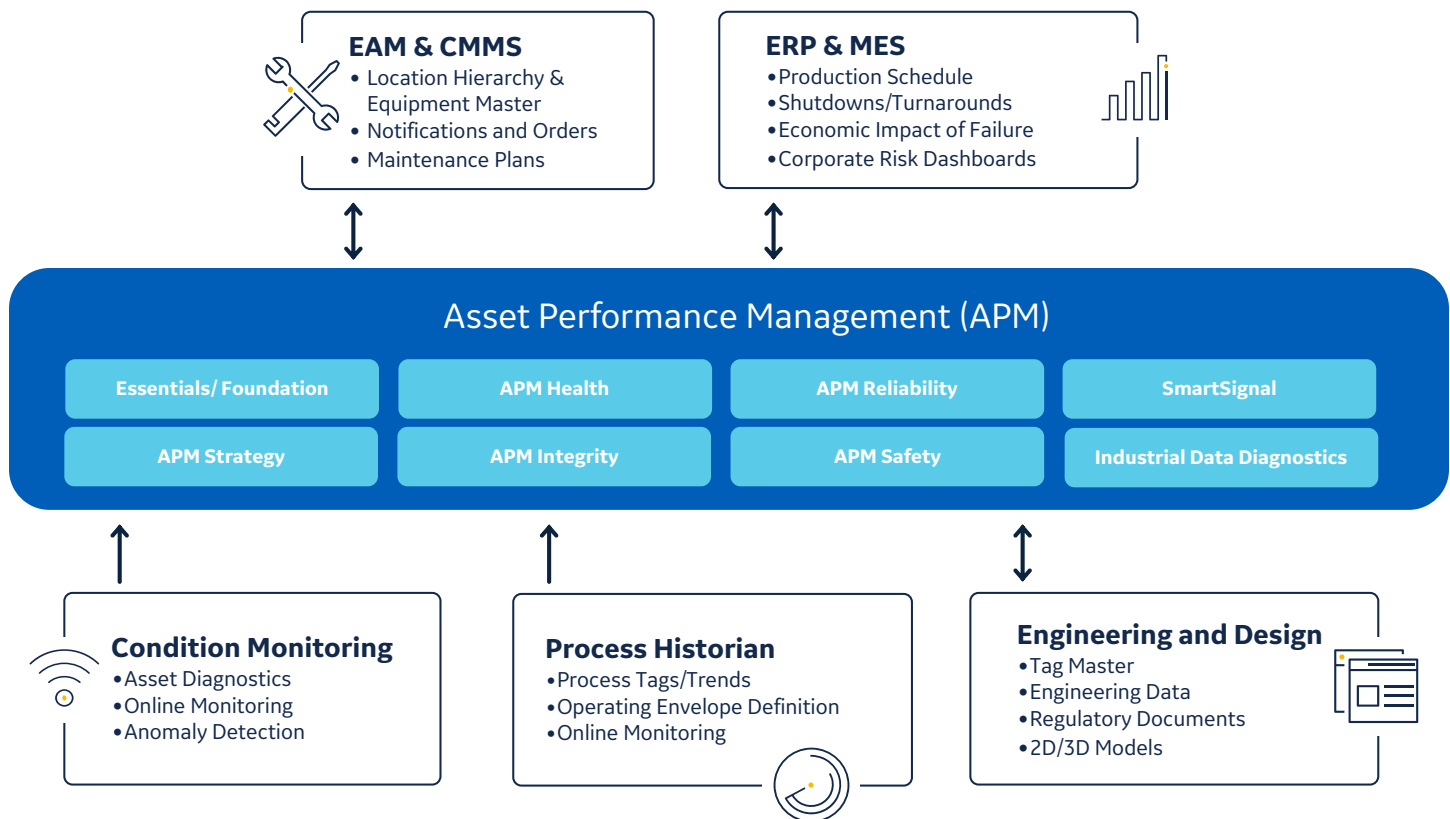 EAM & CMMS
• Location Hierarchy &
Equipment Master
• Notifications and Orders
• Maintenance Plans
ERP & MES
•Production Schedule
•Shutdowns/Turnarounds
•Economic Impact of Failure
•Corporate Risk Dashboards
Asset Performance Management (APM)
Essentials/ Foundation
APM Health
APM Reliability
SmartSignal
APM Strategy
APM Integrity
APM Safety
Industrial Data Diagnostics
Condition Monitoring
•Asset Diagnostics
•Online Monitoring
•Anomaly Detection
Process Historian
•Process Tags/Trends
•Operating Envelope Definition
•Online Monitoring
Engineering and Design
•Tag Master
•Engineering Data
•Regulatory Documents
•2D/3D Models